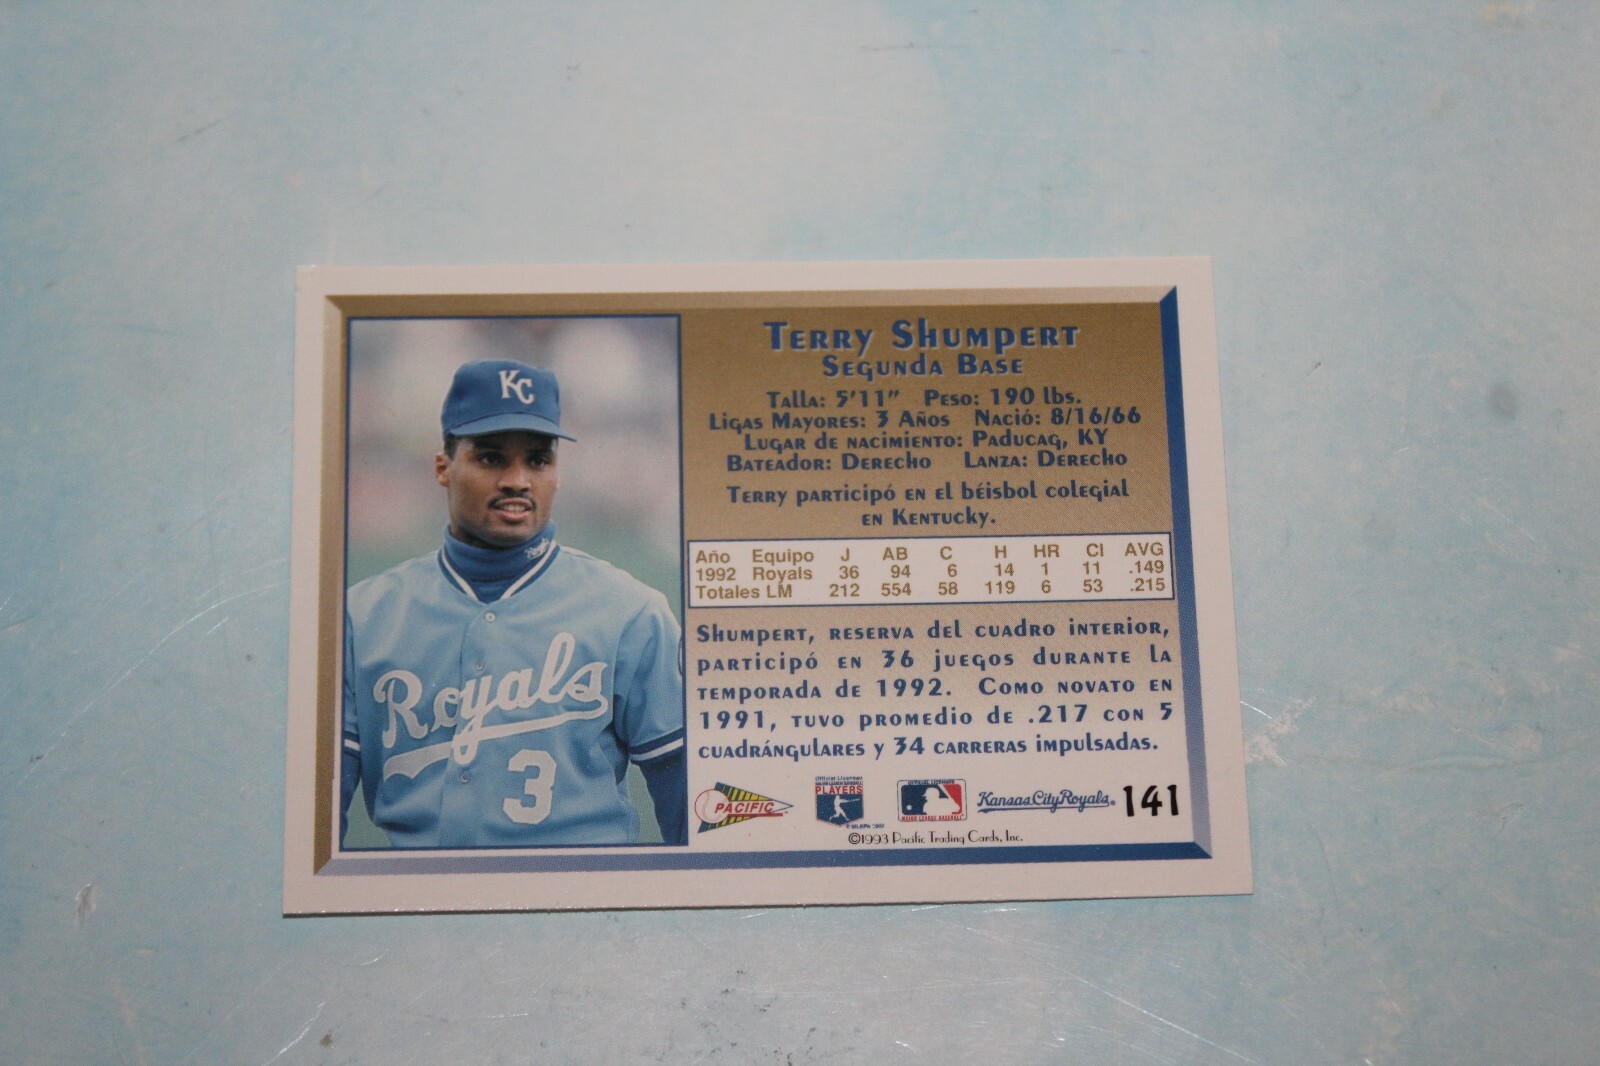 KC
Royals
3
Terry Shumpert
Segunda Base
Talla: 5'11" Peso: 190 lbs.
Ligas Mayores: 3 Años Nació: 8/16/66
Lugar de nacimiento: Paducag, KY
Bateador: Derecho Lanza: Derecho
Terry participó en el béisbol colegial
en Kentucky.
Año Equipo J AB C H HR CI AVG
1992 Royals 36 94 6 14 1 11 .149
Totales LM 212 554 58 119 6 53 .215
Shumpert, reserva del cuadro interior,
participó en 36 juegos durante la
temporada de 1992. Como novato en
1991, tuvo promedio de .217 con 5
cuadrángulares y 34 carreras impulsadas.
PACIFIC
PLAYERS
MAJOR LEAGUE BASEBALL
Kansas City Royals
141
©1993 Pacific Trading Cards, Inc.